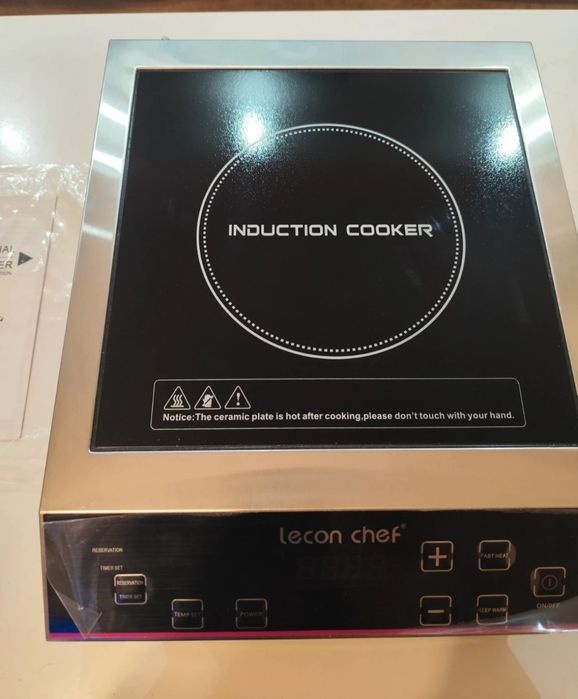 INDUCTION COOKER
Notice:The ceramic plate is hot after cooking,please don't touch with your hand.
lecon chef®
RESERVATION
TIMER SET
RESERVATION
TIMER SET
TEMP SET
POWER
+
FAST HEAT
−
KEEP WARM
ON/OFF